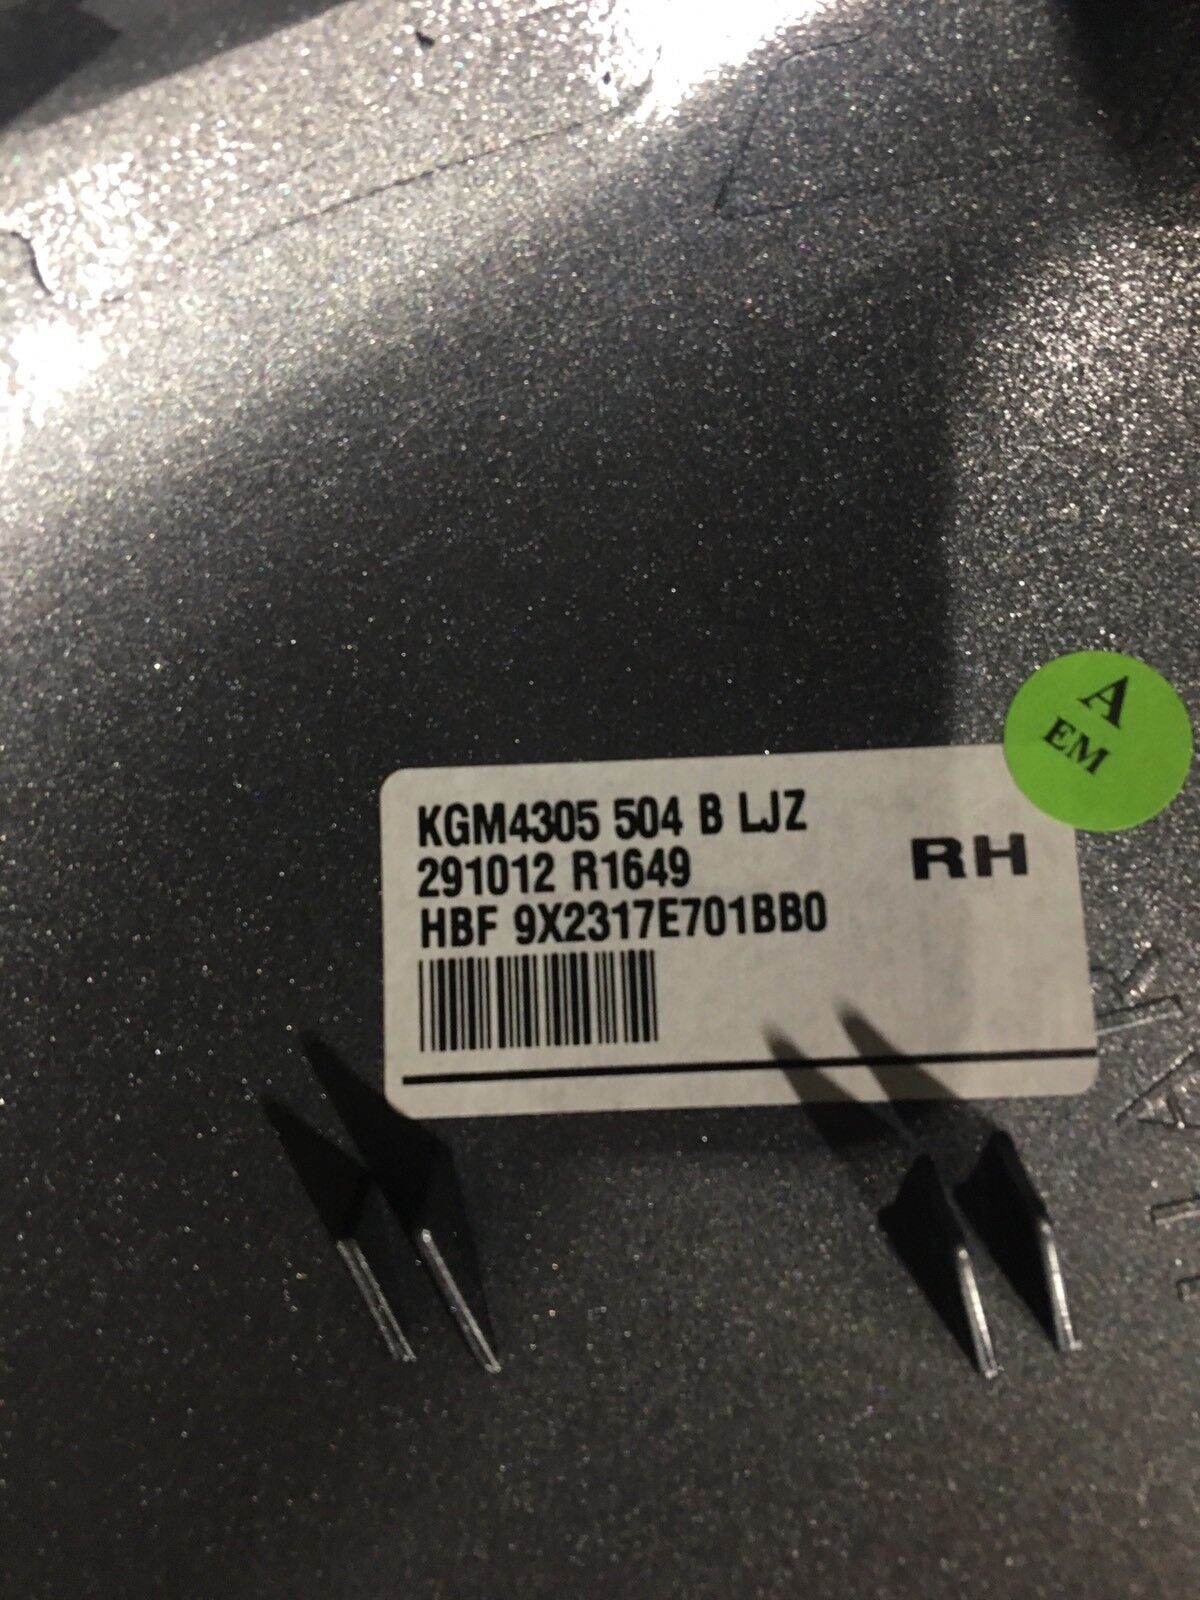 A
EM
KGM4305 504 B LJZ
291012 R1649
RH
HBF 9X2317E701BB0